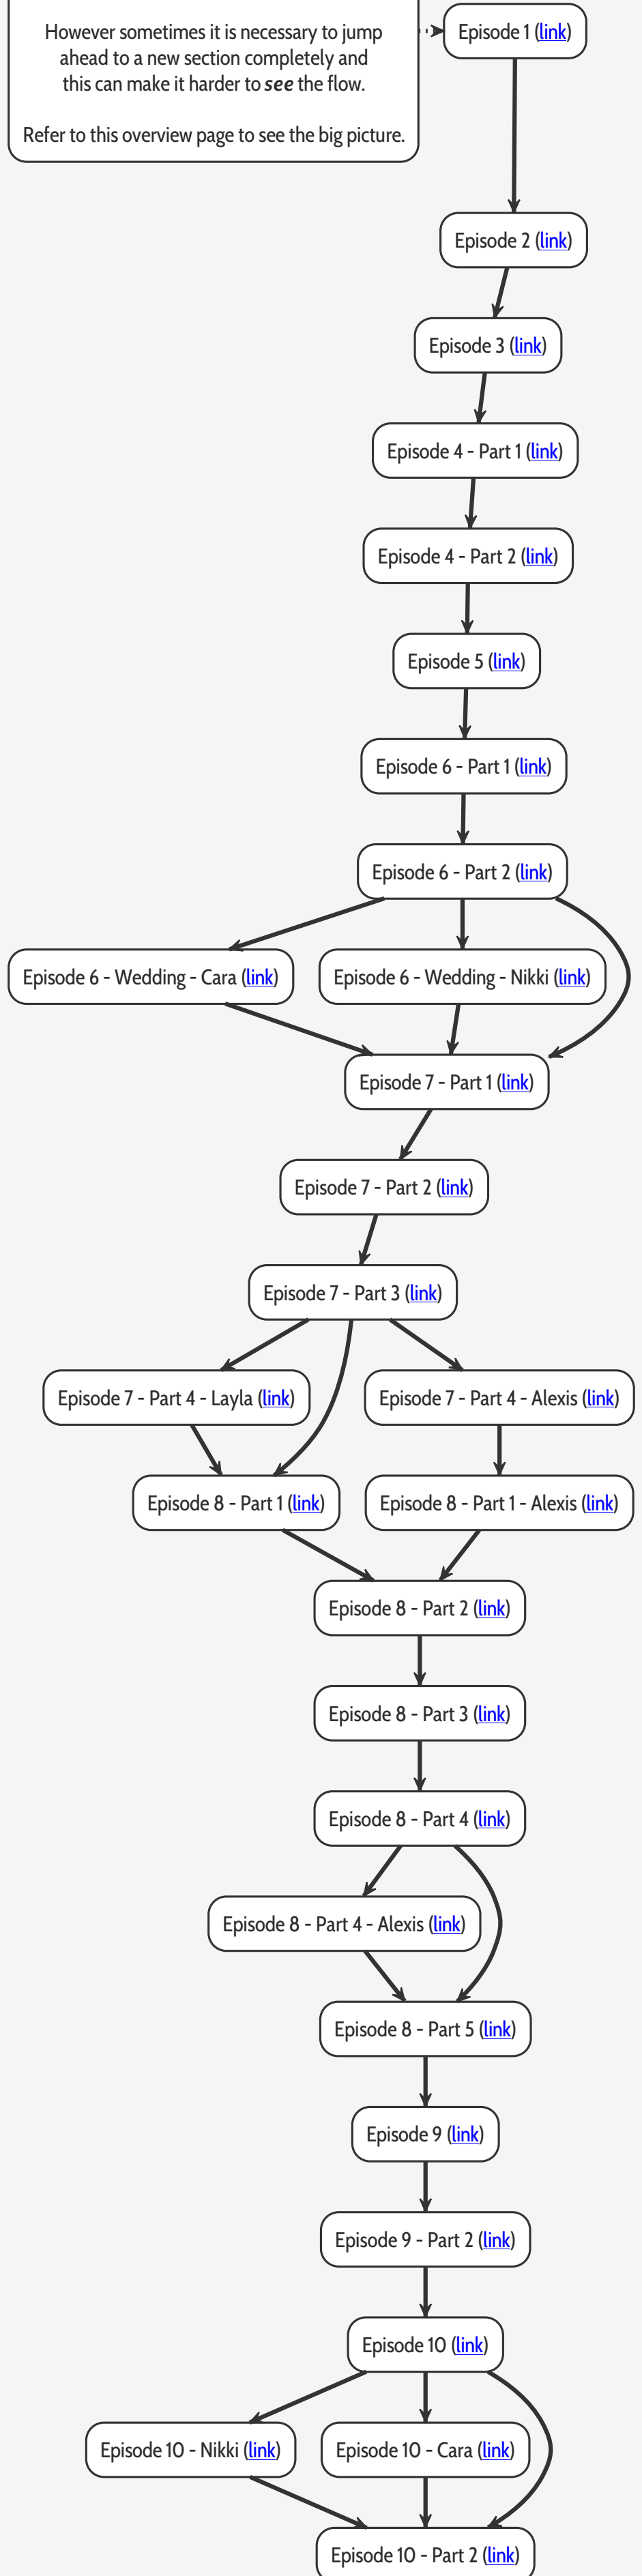 However sometimes it is necessary to jump
ahead to a new section completely and
this can make it harder to see the flow.
Refer to this overview page to see the big picture.
Episode 1 (link)
Episode 2 (link)
Episode 3 (link)
Episode 4 - Part 1 (link)
Episode 4 - Part 2 (link)
Episode 5 (link)
Episode 6 - Part 1 (link)
Episode 6 - Part 2 (link)
Episode 6 - Wedding - Cara (link)
Episode 6 - Wedding - Nikki (link)
Episode 7 - Part 1 (link)
Episode 7 - Part 2 (link)
Episode 7 - Part 3 (link)
Episode 7 - Part 4 - Layla (link)
Episode 7 - Part 4 - Alexis (link)
Episode 8 - Part 1 (link)
Episode 8 - Part 1 - Alexis (link)
Episode 8 - Part 2 (link)
Episode 8 - Part 3 (link)
Episode 8 - Part 4 (link)
Episode 8 - Part 4 - Alexis (link)
Episode 8 - Part 5 (link)
Episode 9 (link)
Episode 9 - Part 2 (link)
Episode 10 (link)
Episode 10 - Nikki (link)
Episode 10 - Cara (link)
Episode 10 - Part 2 (link)